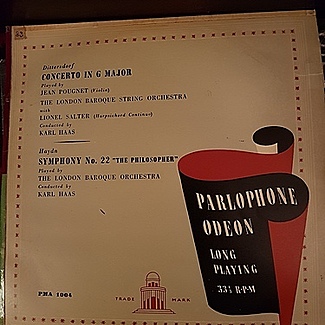 Dittersdorf
CONCERTO IN G MAJOR
Played by
JEAN POUGNET (Violin)
THE LONDON BAROQUE STRING ORCHESTRA
with
LIONEL SALTER (Harpsichord Continuo)
Conducted by
KARL HAAS
Haydn
SYMPHONY No. 22 "THE PHILOSOPHER"
Played by
THE LONDON BAROQUE ORCHESTRA
Conducted by
KARL HAAS
PARLOPHONE
ODEON
LONG
PLAYING
33⅓ R·P·M
PMA 1004
TRADE MARK